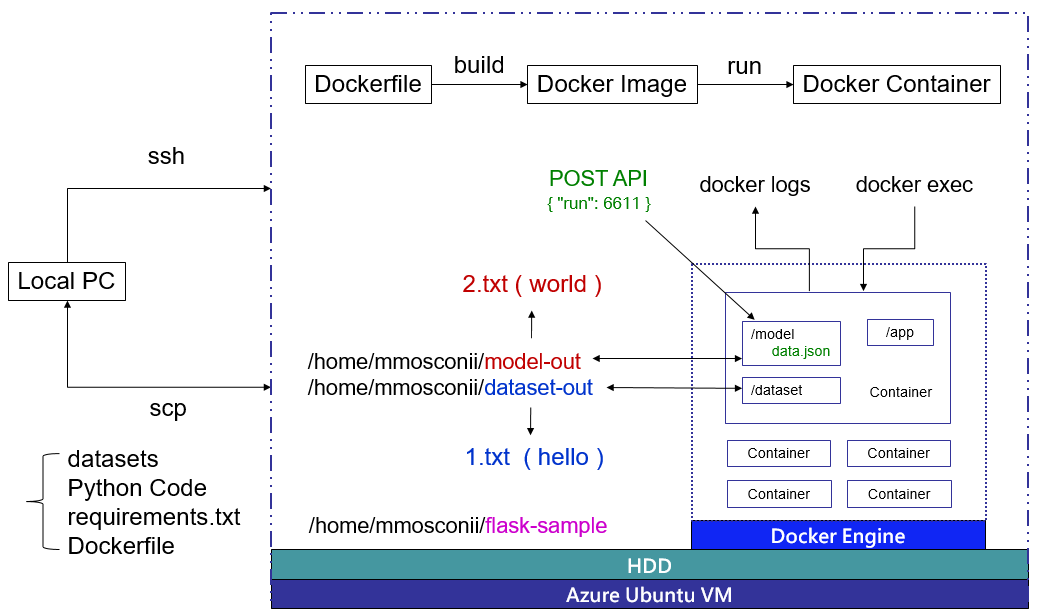 Dockerfile
build
Docker Image
run
Docker Container
ssh
POST API
{ "run": 6611 }
docker logs
docker exec
Local PC
2.txt ( world )
/model
data.json
/app
/home/mmosconii/model-out
/home/mmosconii/dataset-out
/dataset
Container
scp
1.txt ( hello )
Container
Container
Container
Container
datasets
Python Code
requirements.txt
Dockerfile
/home/mmosconii/flask-sample
Docker Engine
HDD
Azure Ubuntu VM